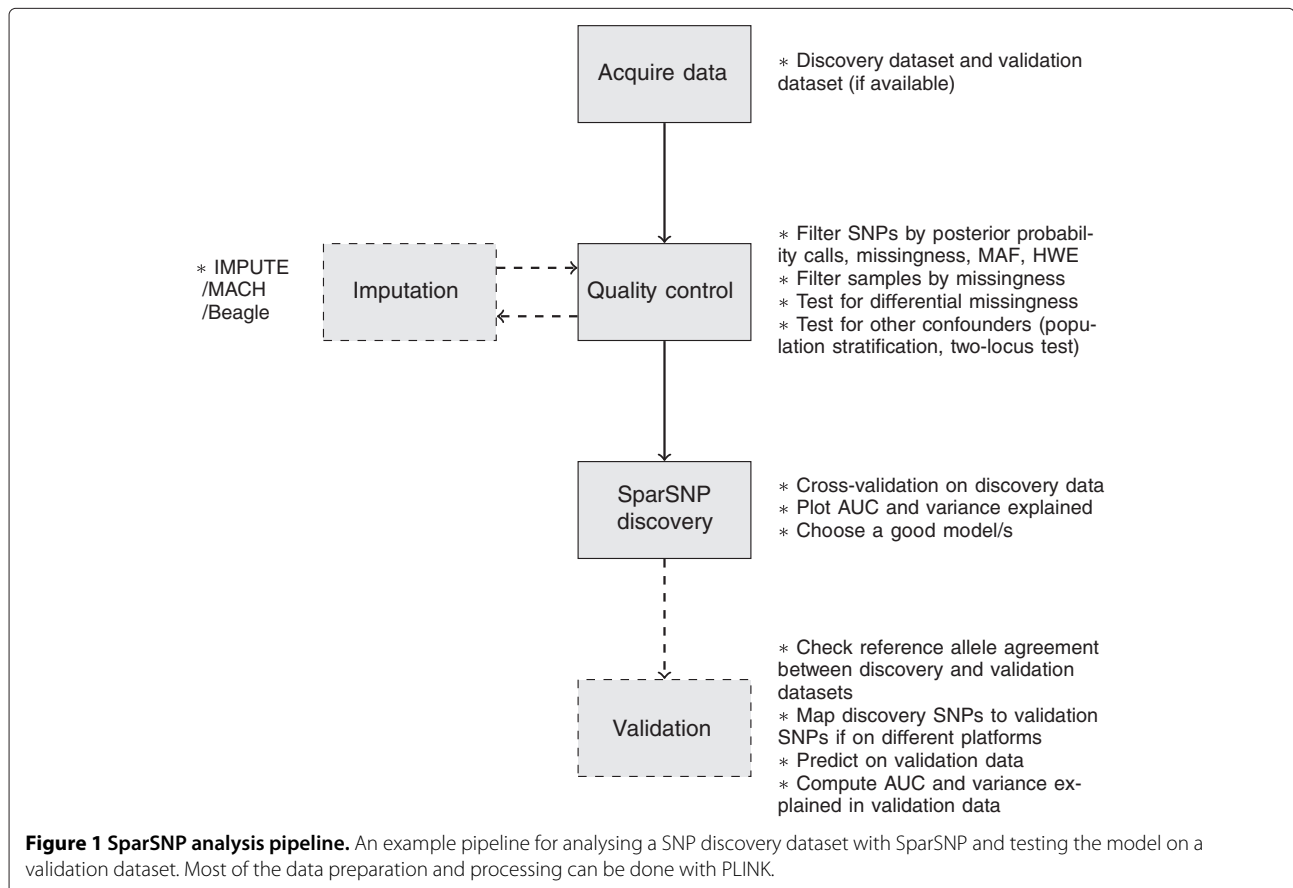 Acquire data
∗ Discovery dataset and validation
dataset (if available)
∗ IMPUTE
/MACH
/Beagle
Imputation
Quality control
∗ Filter SNPs by posterior probabil-
ity calls, missingness, MAF, HWE
∗ Filter samples by missingness
∗ Test for differential missingness
∗ Test for other confounders (popu-
lation stratification, two-locus test)
SparSNP
discovery
∗ Cross-validation on discovery data
∗ Plot AUC and variance explained
∗ Choose a good model/s
Validation
∗ Check reference allele agreement
between discovery and validation
datasets
∗ Map discovery SNPs to validation
SNPs if on different platforms
∗ Predict on validation data
∗ Compute AUC and variance ex-
plained in validation data
Figure 1 SparSNP analysis pipeline. An example pipeline for analysing a SNP discovery dataset with SparSNP and testing the model on a
validation dataset. Most of the data preparation and processing can be done with PLINK.